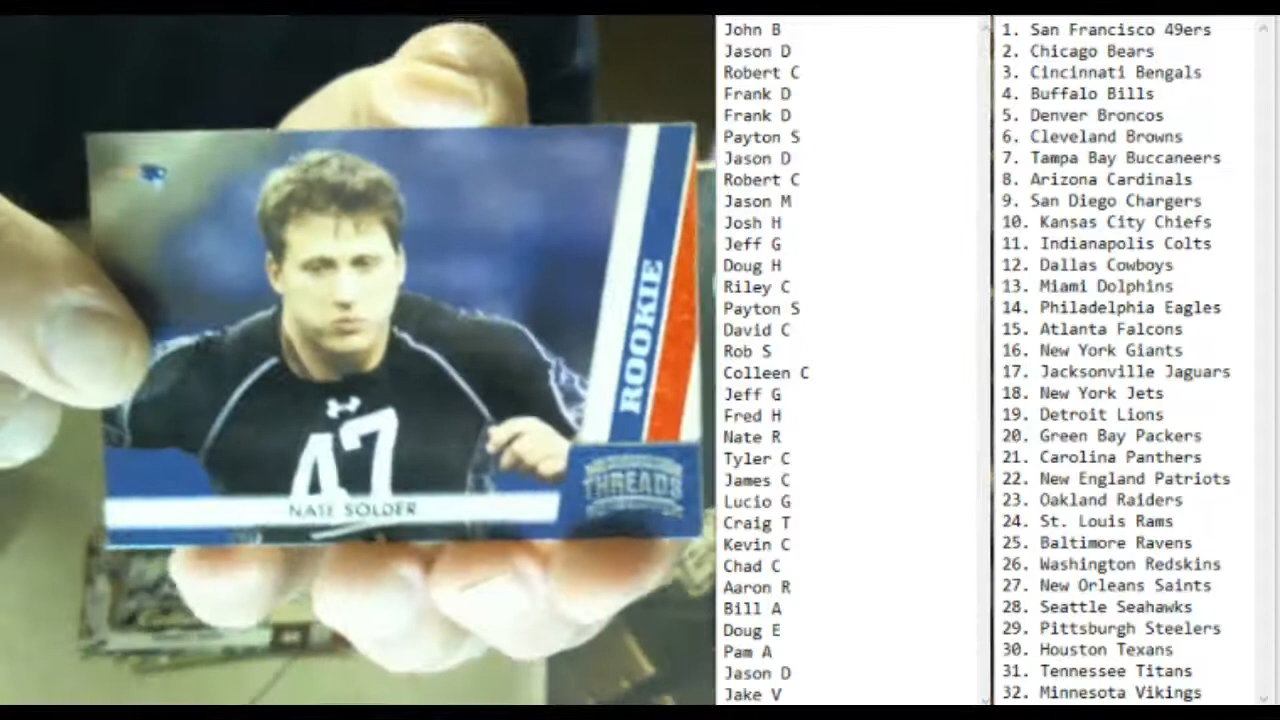 ROOKIE
47
NATE SOLDER
THREADS
John B
Jason D
Robert C
Frank D
Frank D
Payton S
Jason D
Robert C
Jason M
Josh H
Jeff G
Doug H
Riley C
Payton S
David C
Rob S
Colleen C
Jeff G
Fred H
Nate R
Tyler C
James C
Lucio G
Craig T
Kevin C
Chad C
Aaron R
Bill A
Doug E
Pam A
Jason D
Jake V
1. San Francisco 49ers
2. Chicago Bears
3. Cincinnati Bengals
4. Buffalo Bills
5. Denver Broncos
6. Cleveland Browns
7. Tampa Bay Buccaneers
8. Arizona Cardinals
9. San Diego Chargers
10. Kansas City Chiefs
11. Indianapolis Colts
12. Dallas Cowboys
13. Miami Dolphins
14. Philadelphia Eagles
15. Atlanta Falcons
16. New York Giants
17. Jacksonville Jaguars
18. New York Jets
19. Detroit Lions
20. Green Bay Packers
21. Carolina Panthers
22. New England Patriots
23. Oakland Raiders
24. St. Louis Rams
25. Baltimore Ravens
26. Washington Redskins
27. New Orleans Saints
28. Seattle Seahawks
29. Pittsburgh Steelers
30. Houston Texans
31. Tennessee Titans
32. Minnesota Vikings